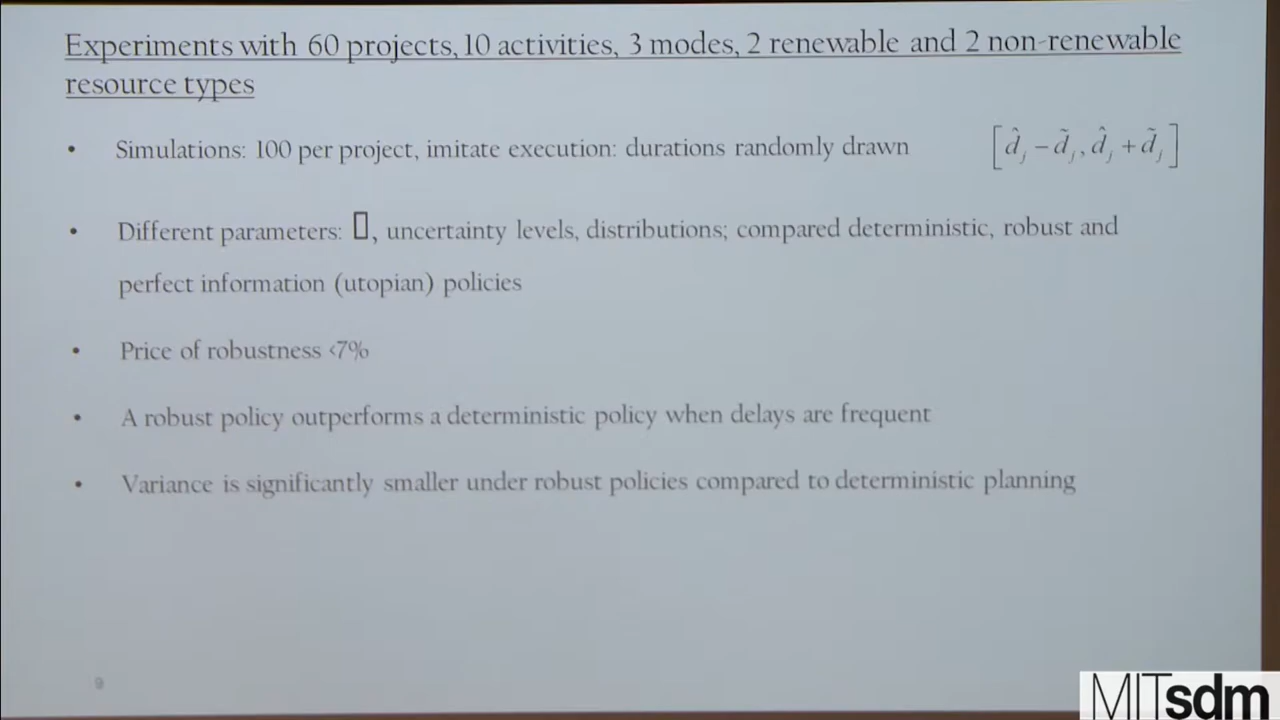 Experiments with 60 projects, 10 activities, 3 modes, 2 renewable and 2 non-renewable
resource types
• Simulations: 100 per project, imitate execution: durations randomly drawn [d̂ⱼ − d̃ⱼ, d̂ⱼ + d̃ⱼ]
• Different parameters: ▯, uncertainty levels, distributions; compared deterministic, robust and
perfect information (utopian) policies
• Price of robustness <7%
• A robust policy outperforms a deterministic policy when delays are frequent
• Variance is significantly smaller under robust policies compared to deterministic planning
9
MITsdm